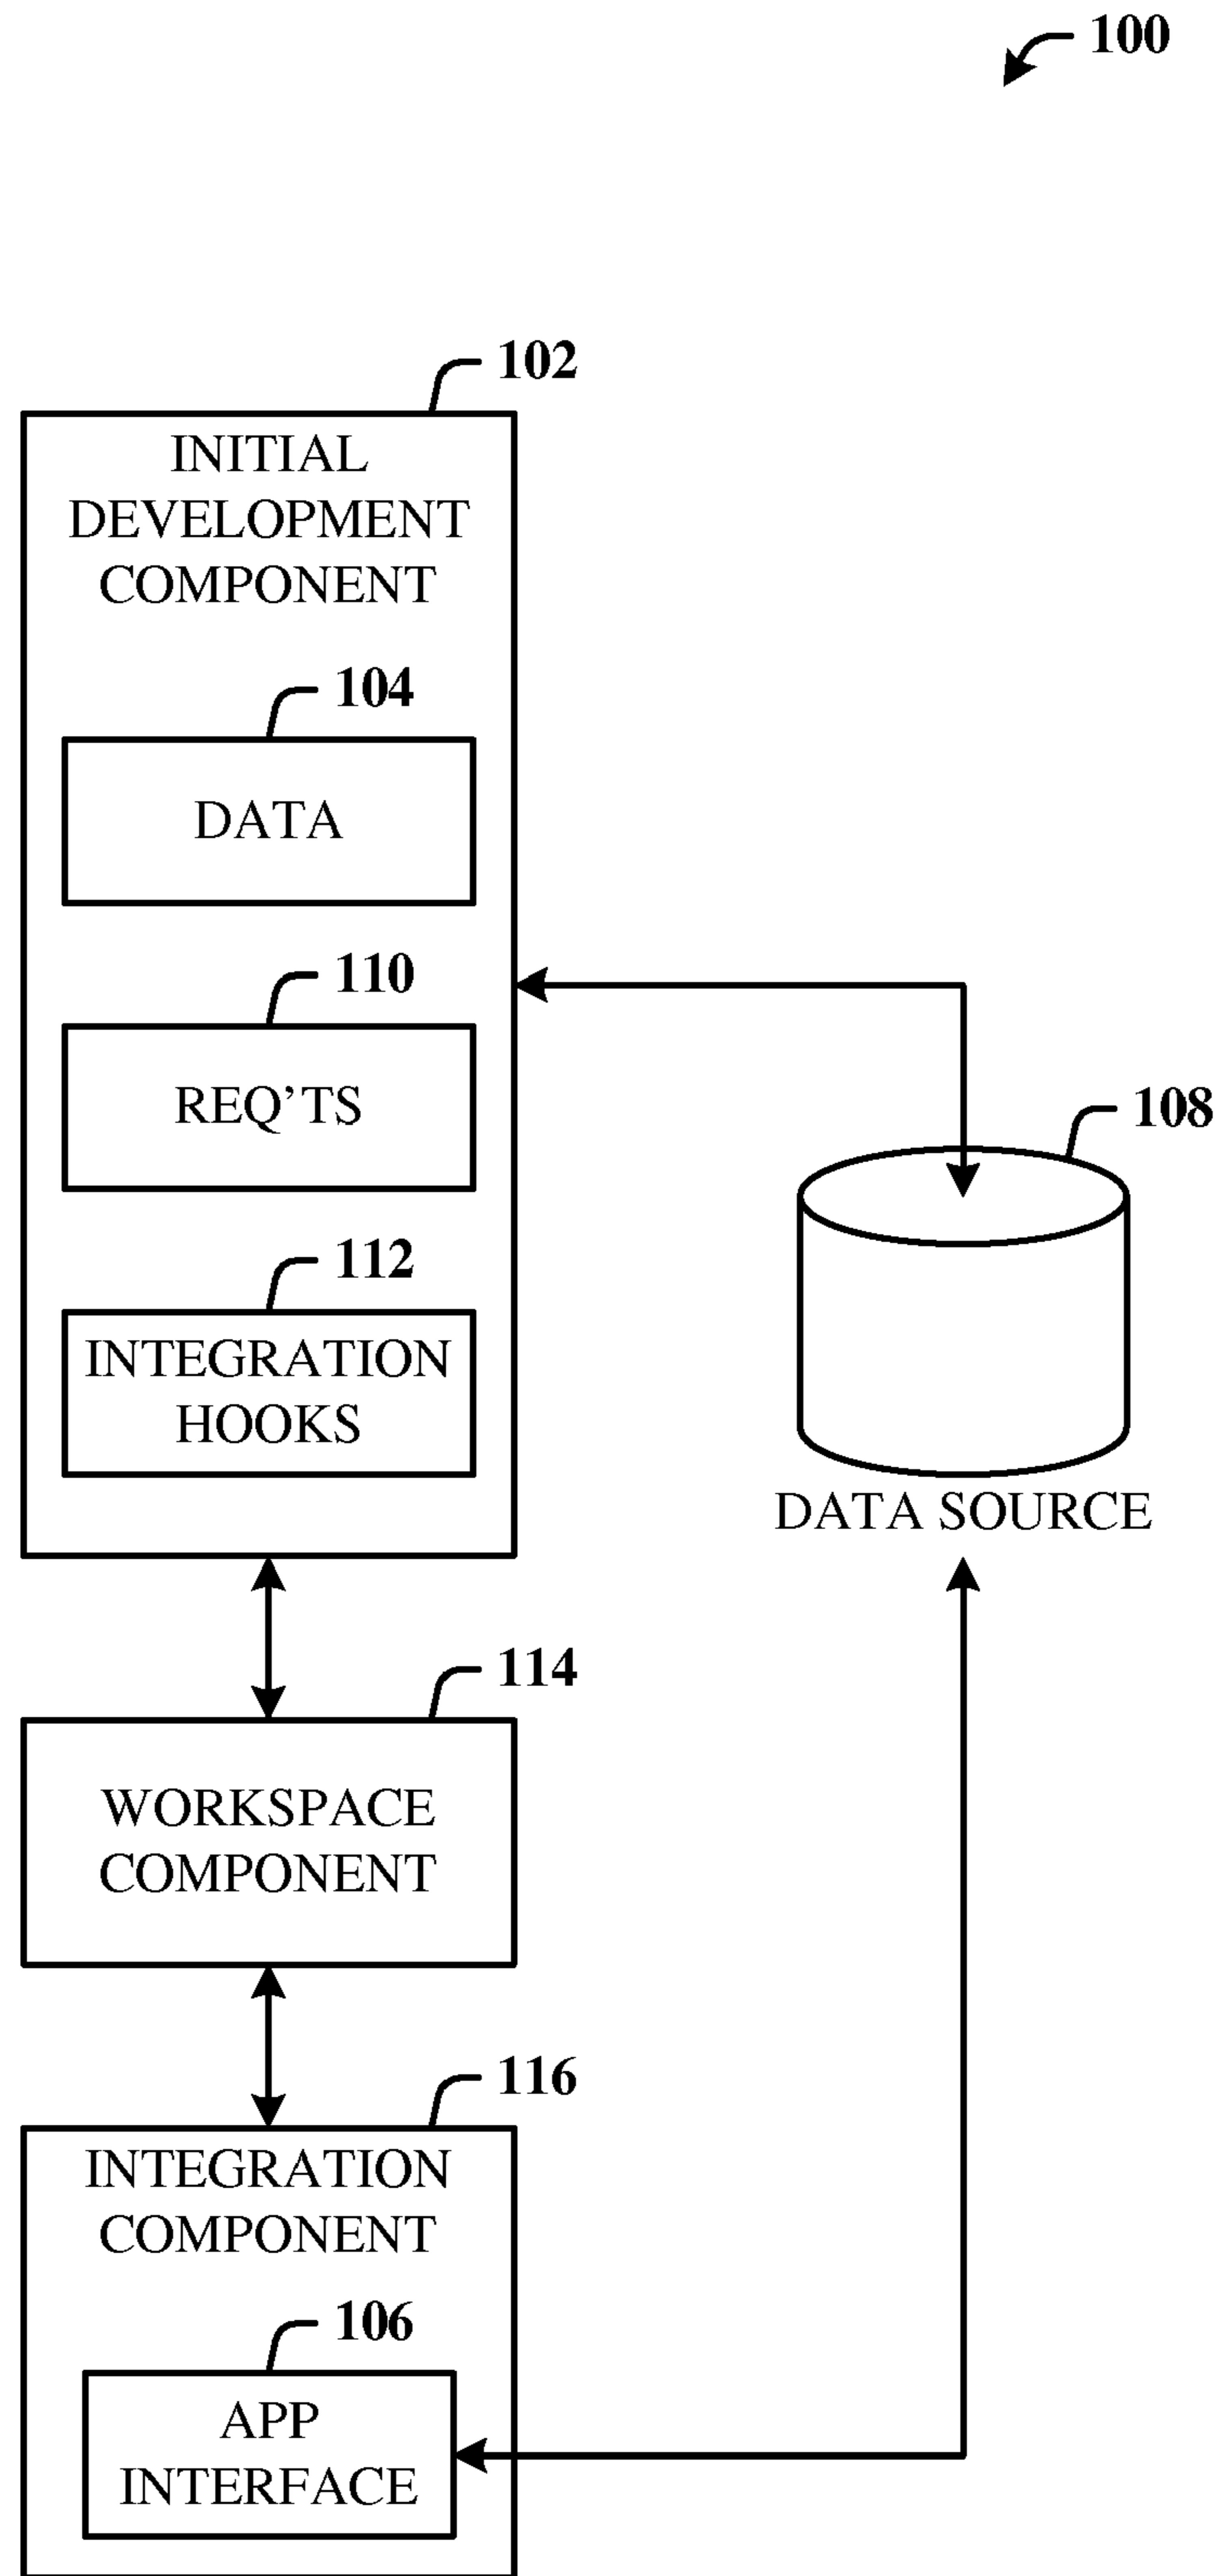 100
102
INITIAL
DEVELOPMENT
COMPONENT
104
DATA
110
REQ’TS
108
112
INTEGRATION
HOOKS
DATA SOURCE
114
WORKSPACE
COMPONENT
116
INTEGRATION
COMPONENT
106
APP
INTERFACE